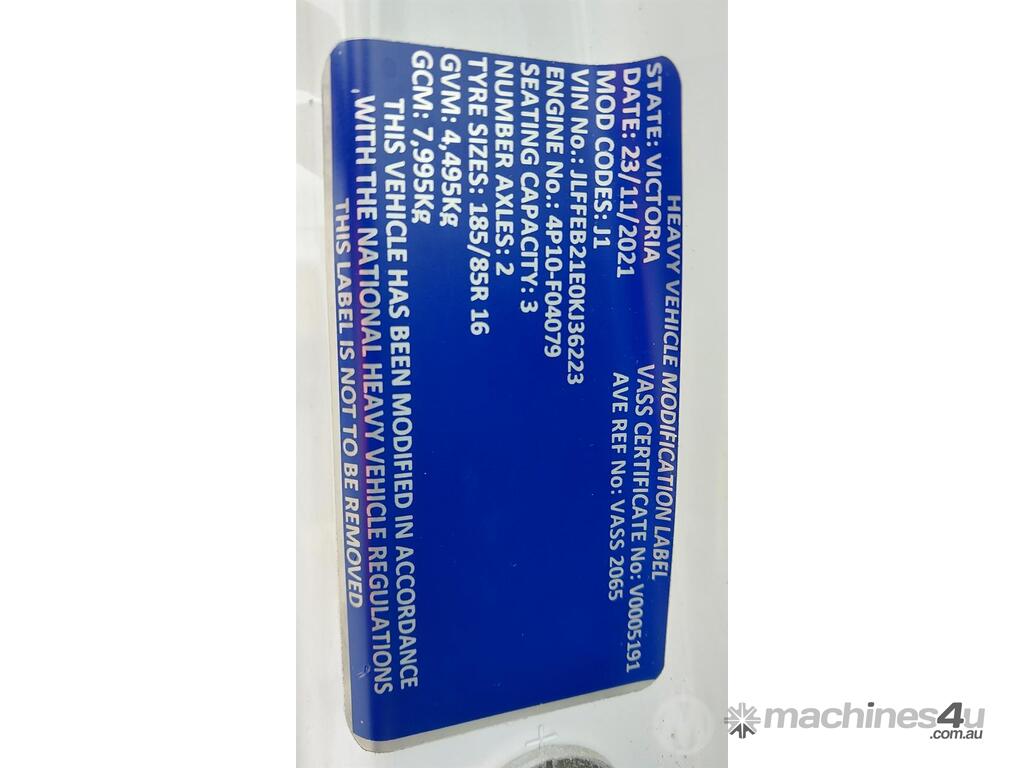 HEAVY VEHICLE MODIFICATION LABEL
STATE: VICTORIA VASS CERTIFICATE No: V0005191
DATE: 23/11/2021 AVE REF No: VASS 2065
MOD CODES: J1
VIN No.: JLFFEB21E0KJ36223
ENGINE No.: 4P10-F04079
SEATING CAPACITY: 3
NUMBER AXLES: 2
TYRE SIZES: 185/85R 16
GVM: 4,495Kg
GCM: 7,995Kg
THIS VEHICLE HAS BEEN MODIFIED IN ACCORDANCE
WITH THE NATIONAL HEAVY VEHICLE REGULATIONS
THIS LABEL IS NOT TO BE REMOVED
machines4u
.com.au